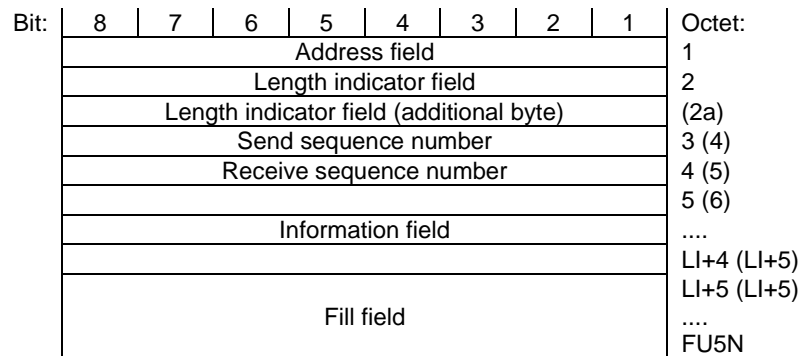 Bit: 8 7 6 5 4 3 2 1 Octet:
Address field 1
Length indicator field 2
Length indicator field (additional byte) (2a)
Send sequence number 3 (4)
Receive sequence number 4 (5)
5 (6)
Information field ....
LI+4 (LI+5)
LI+5 (LI+5)
Fill field ....
FU5N